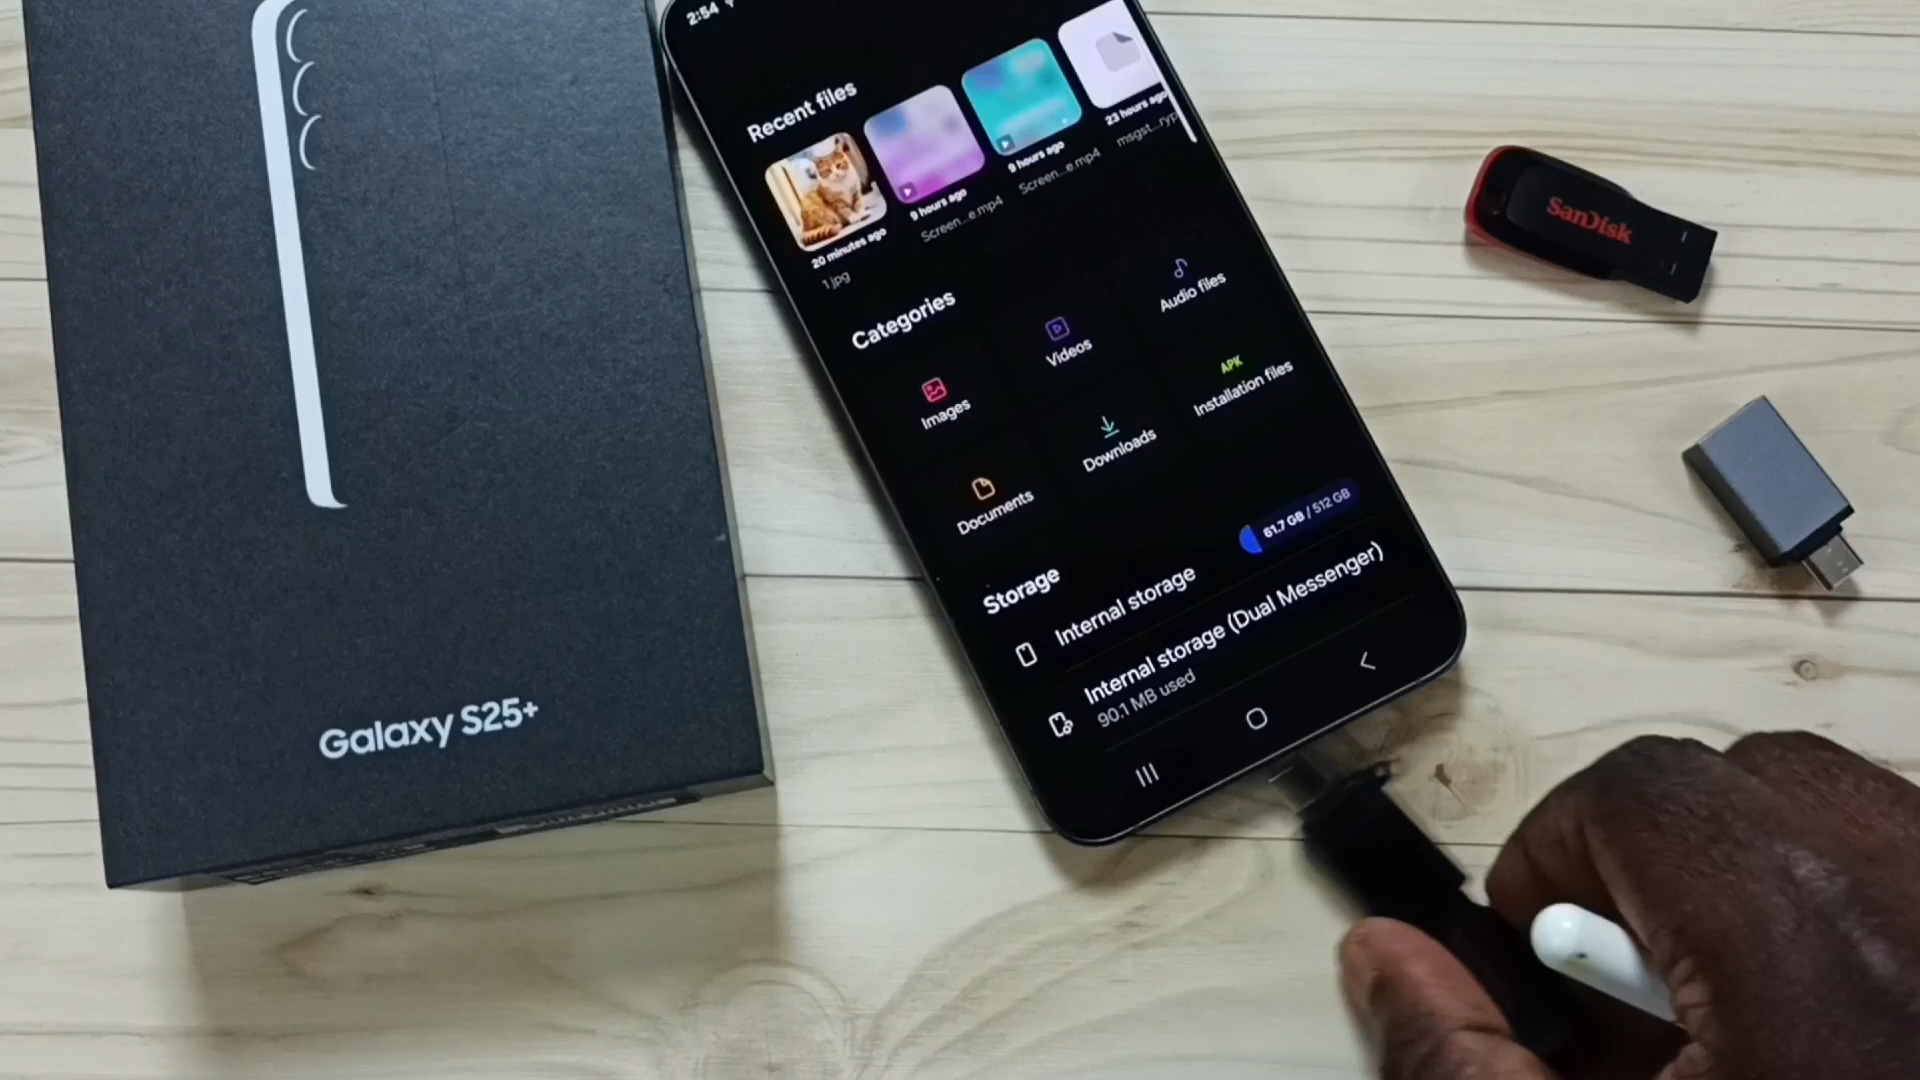 2:54
Recent files
20 minutes ago
1.jpg
9 hours ago
Screen...e.mp4
9 hours ago
Screen...e.mp4
23 hours ago
msgst...ryp
Categories
Images
Videos
Audio files
Documents
Downloads
APK
Installation files
Storage
Internal storage
61.7 GB / 512 GB
Internal storage (Dual Messenger)
90.1 MB used
Galaxy S25+
SanDisk